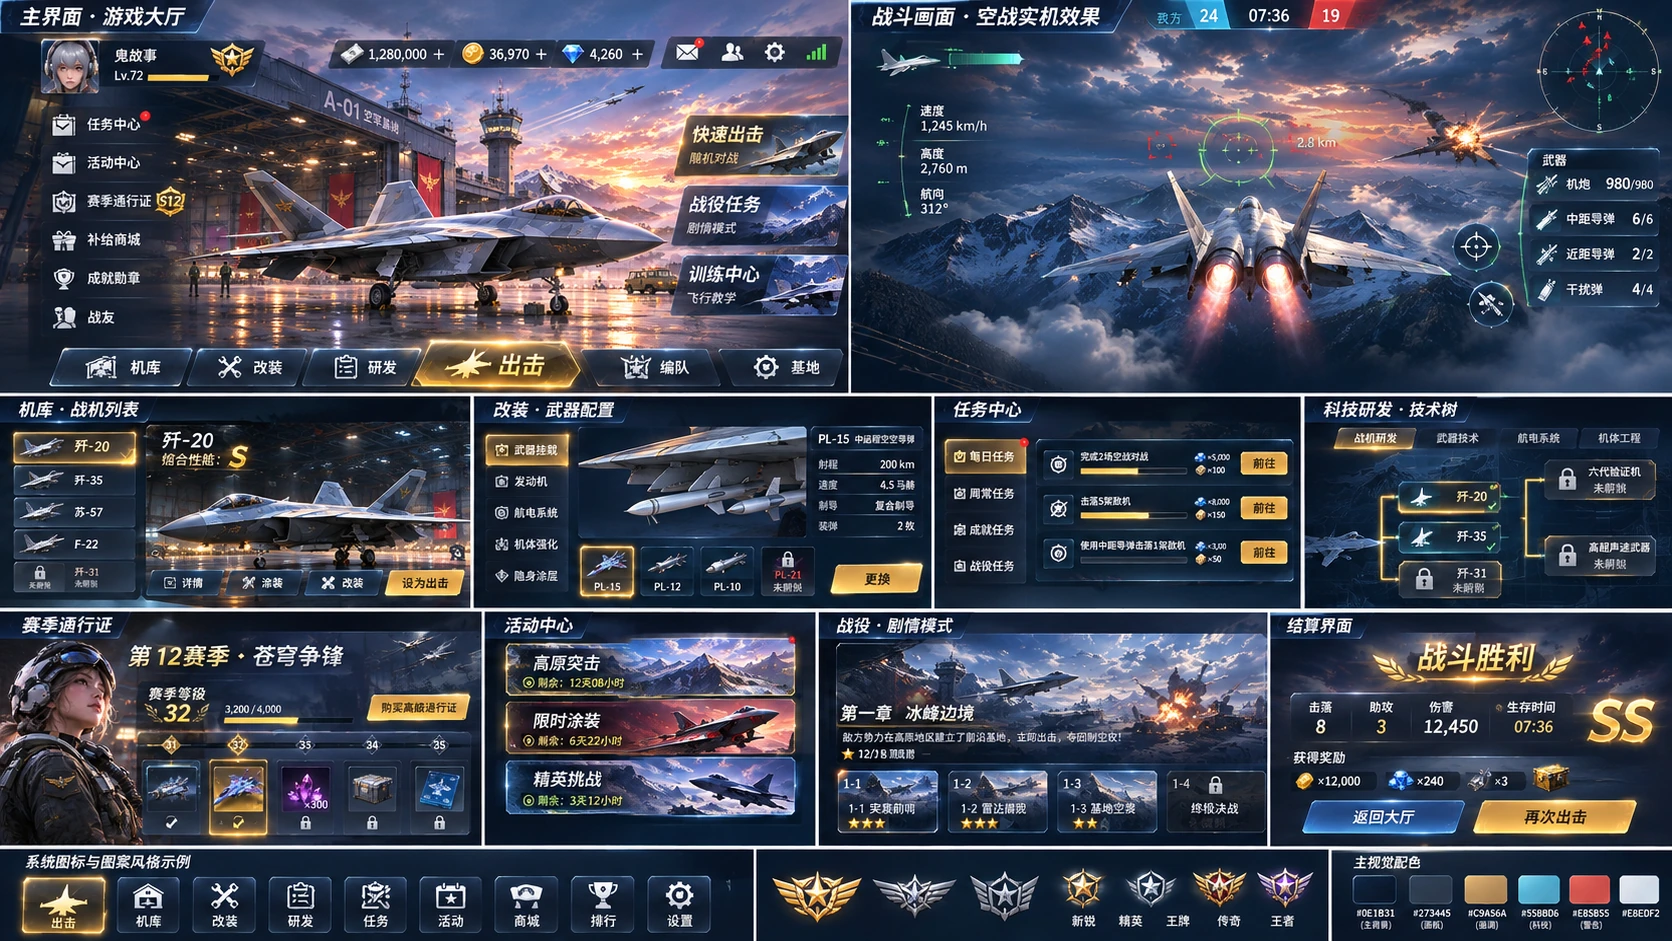 主界面·游戏大厅
鬼故事
Lv.72
1,280,000 +
36,970 +
4,260 +
任务中心
活动中心
赛季通行证 S12
补给商城
成就勋章
战友
A-01
快速出击
随机对战
战役任务
剧情模式
训练中心
飞行教学
机库
改装
研发
出击
编队
基地
战斗画面·空战实机效果
24
07:36
19
速度
1,245 km/h
高度
2,760 m
航向
312°
2.8 km
武器
机炮 980/980
中距导弹 6/6
近距导弹 2/2
干扰弹 4/4
机库·战机列表
歼-20
歼-35
苏-57
F-22
歼-31
歼-20
综合性能: S
详情
涂装
改装
设为出击
改装·武器配置
武器挂载
发动机
航电系统
机体强化
隐身涂层
PL-15
射程 200 km
速度 4.5 马赫
制导 复合制导
装弹 2 枚
PL-15
PL-12
PL-10
PL-21
更换
任务中心
每日任务
周常任务
成就任务
战役任务
完成2场空战对战
×100
前往
击落5架敌机
×150
前往
使用中距导弹击落1架敌机
×50
前往
科技研发·技术树
战机研发
武器技术
航电系统
机体工程
歼-20
歼-35
歼-31
六代验证机
赛季通行证
第12赛季·苍穹争锋
赛季等级
32
3,200 / 4,000
购买高级通行证
31
32
35
34
35
×300
活动中心
高原突击
剩余: 12天08小时
限时涂装
剩余: 6天22小时
精英挑战
剩余: 3天12小时
战役·剧情模式
第一章 冰峰边境
1-1
1-2
1-3
1-4
终极决战
结算界面
战斗胜利
击落
8
助攻
3
伤害
12,450
生存时间
07:36
SS
获得奖励
×12,000
×240
×3
返回大厅
再次出击
系统图标与图案风格示例
出击
机库
改装
研发
任务
活动
商城
排行
设置
新锐
精英
王牌
传奇
王者
主视觉配色
#0E1B31
#273445
#C9A56A
#55BBD6
#E85B55
#E8EDF2